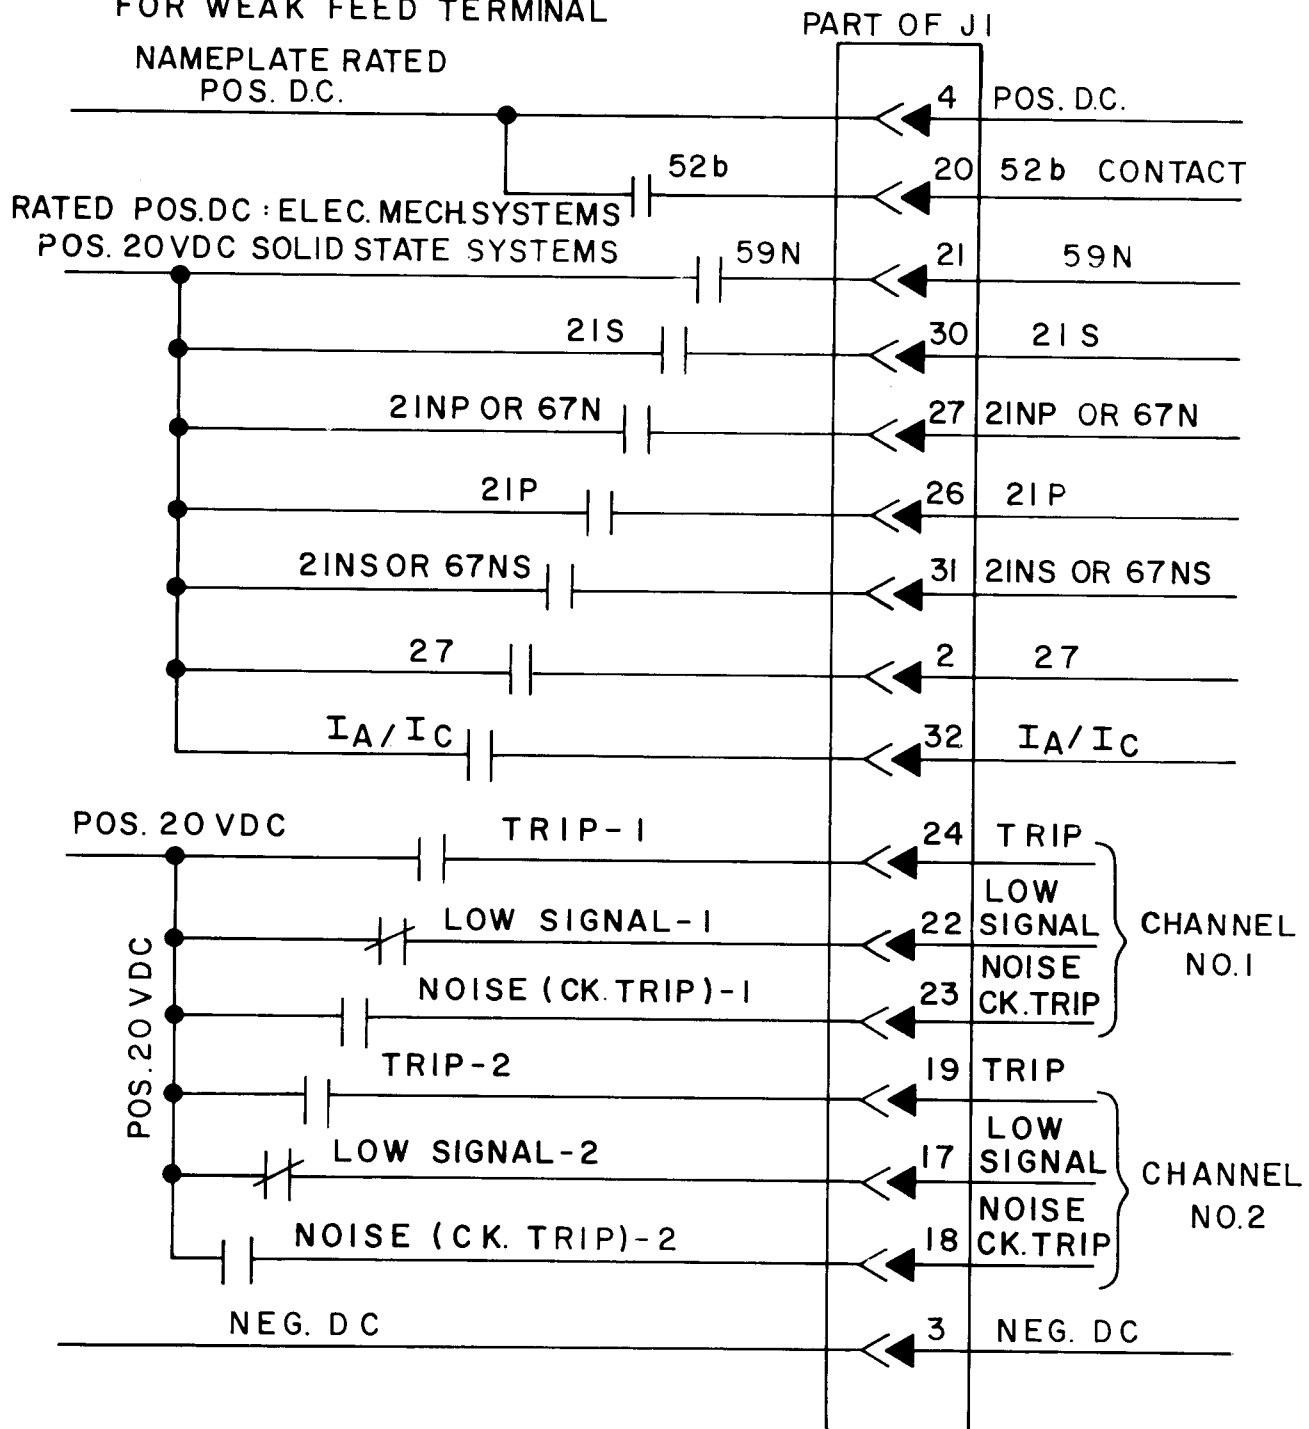 FOR WEAK FEED TERMINAL
PART OF J1
NAMEPLATE RATED
POS. D.C.
4 POS. D.C.
52b
20 52b CONTACT
RATED POS.DC : ELEC. MECH.SYSTEMS
POS. 20VDC SOLID STATE SYSTEMS
59N
21 59N
21S
30 21S
21NP OR 67N
27 21NP OR 67N
21P
26 21P
21NS OR 67NS
31 21NS OR 67NS
27
2 27
IA/IC
32 IA/IC
POS. 20 VDC
TRIP-1
24 TRIP
LOW SIGNAL-1
22 LOW
SIGNAL
NOISE (CK. TRIP)-1
23 NOISE
CK. TRIP
CHANNEL
NO.1
POS. 20 VDC
TRIP-2
19 TRIP
LOW SIGNAL-2
17 LOW
SIGNAL
NOISE (CK. TRIP)-2
18 NOISE
CK. TRIP
CHANNEL
NO.2
NEG. DC
3 NEG. DC